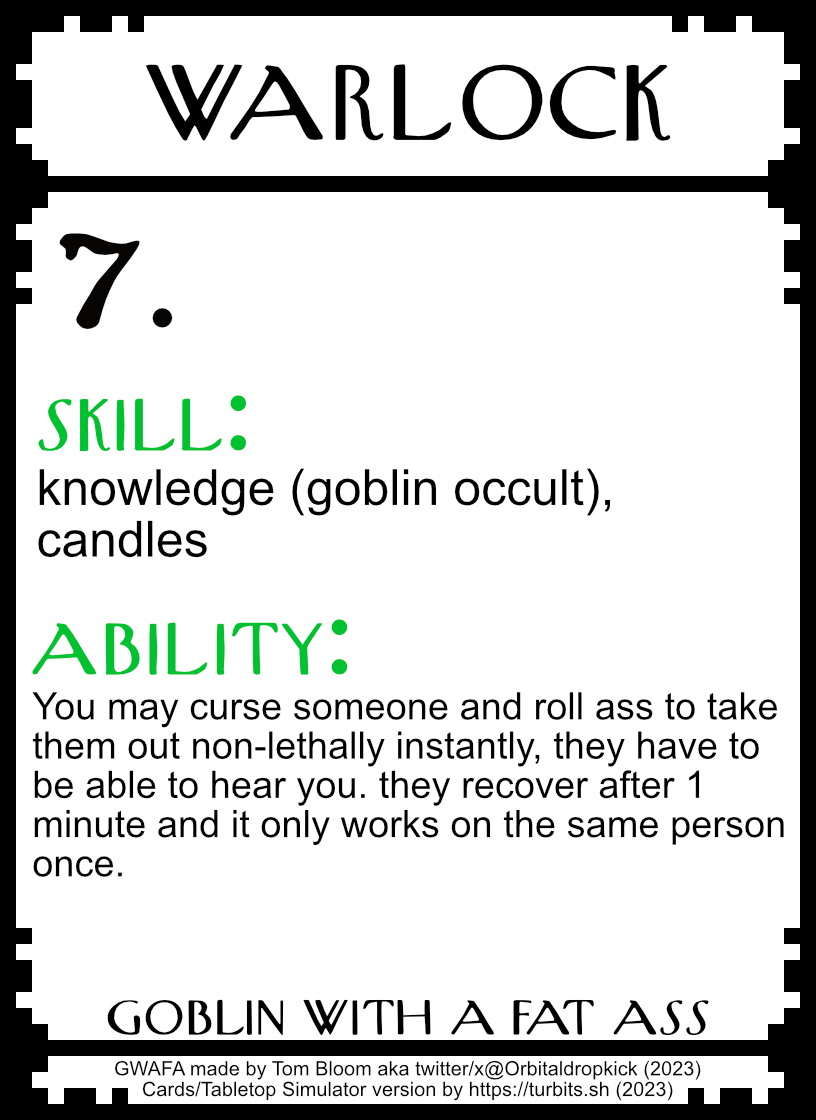 WARLOCK
7.
SKILL:
knowledge (goblin occult),
candles
ABILITY:
You may curse someone and roll ass to take
them out non-lethally instantly, they have to
be able to hear you. they recover after 1
minute and it only works on the same person
once.
GOBLIN WITH A FAT ASS
GWAFA made by Tom Bloom aka twitter/x@Orbitaldropkick (2023)
Cards/Tabletop Simulator version by https://turbits.sh (2023)